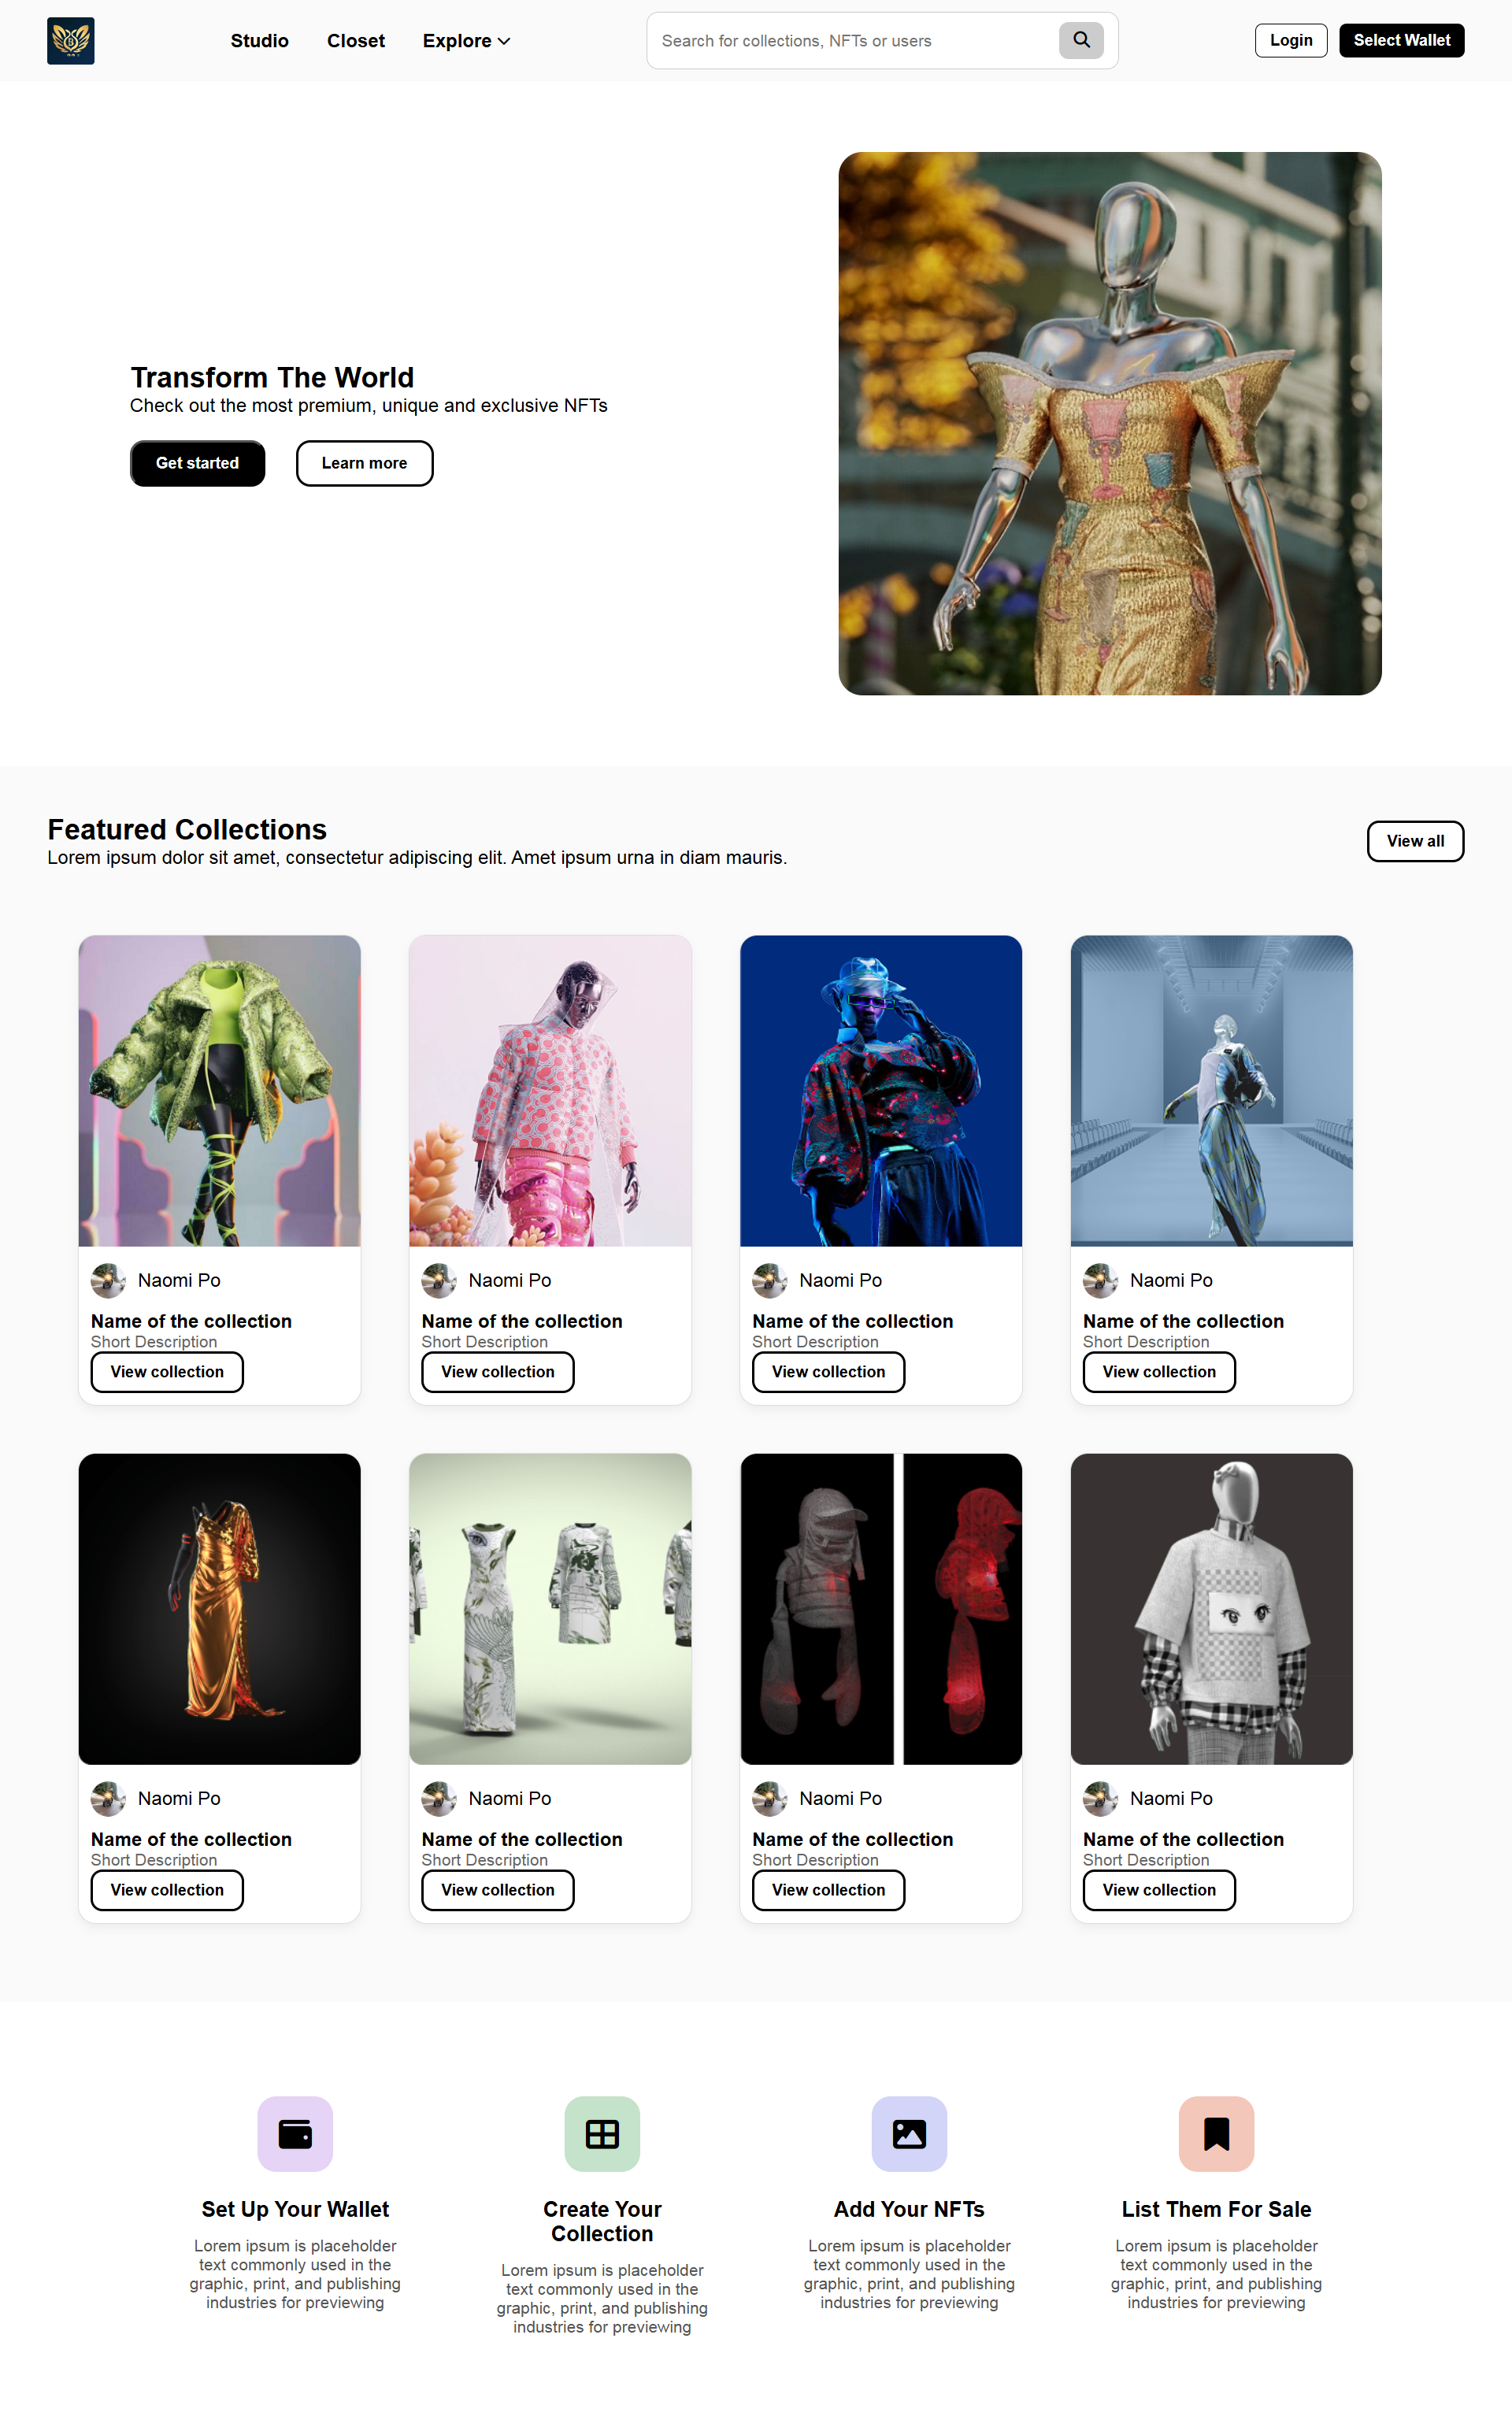 Studio
Closet
Explore
Search for collections, NFTs or users
Login
Select Wallet
Transform The World
Check out the most premium, unique and exclusive NFTs
Get started
Learn more
Featured Collections
Lorem ipsum dolor sit amet, consectetur adipiscing elit. Amet ipsum urna in diam mauris.
View all
Naomi Po
Name of the collection
Short Description
View collection
Naomi Po
Name of the collection
Short Description
View collection
Naomi Po
Name of the collection
Short Description
View collection
Naomi Po
Name of the collection
Short Description
View collection
Naomi Po
Name of the collection
Short Description
View collection
Naomi Po
Name of the collection
Short Description
View collection
Naomi Po
Name of the collection
Short Description
View collection
Naomi Po
Name of the collection
Short Description
View collection
Set Up Your Wallet
Lorem ipsum is placeholder
text commonly used in the
graphic, print, and publishing
industries for previewing
Create Your
Collection
Lorem ipsum is placeholder
text commonly used in the
graphic, print, and publishing
industries for previewing
Add Your NFTs
Lorem ipsum is placeholder
text commonly used in the
graphic, print, and publishing
industries for previewing
List Them For Sale
Lorem ipsum is placeholder
text commonly used in the
graphic, print, and publishing
industries for previewing